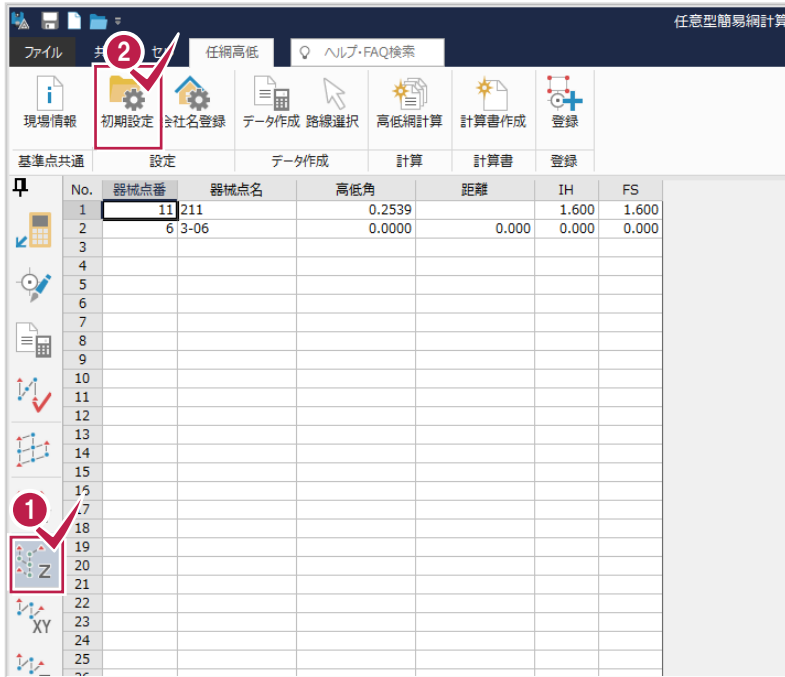 任意型簡易網計算
ファイル 任網高低 ヘルプ・FAQ検索
2
現場情報 初期設定 会社名登録 データ作成 路線選択 高低網計算 計算書作成 登録
基準点共通 設定 データ作成 計算 計算書 登録
No. 器械点番 器械点名 高低角 距離 IH FS
1 11 211 0.2539 1.600 1.600
2 6 3-06 0.0000 0.000 0.000 0.000
3
4
5
6
7
8
9
10
11
12
13
14
15
16
1
17
18
19
20
Z
21
22
23
XY
24
25
26